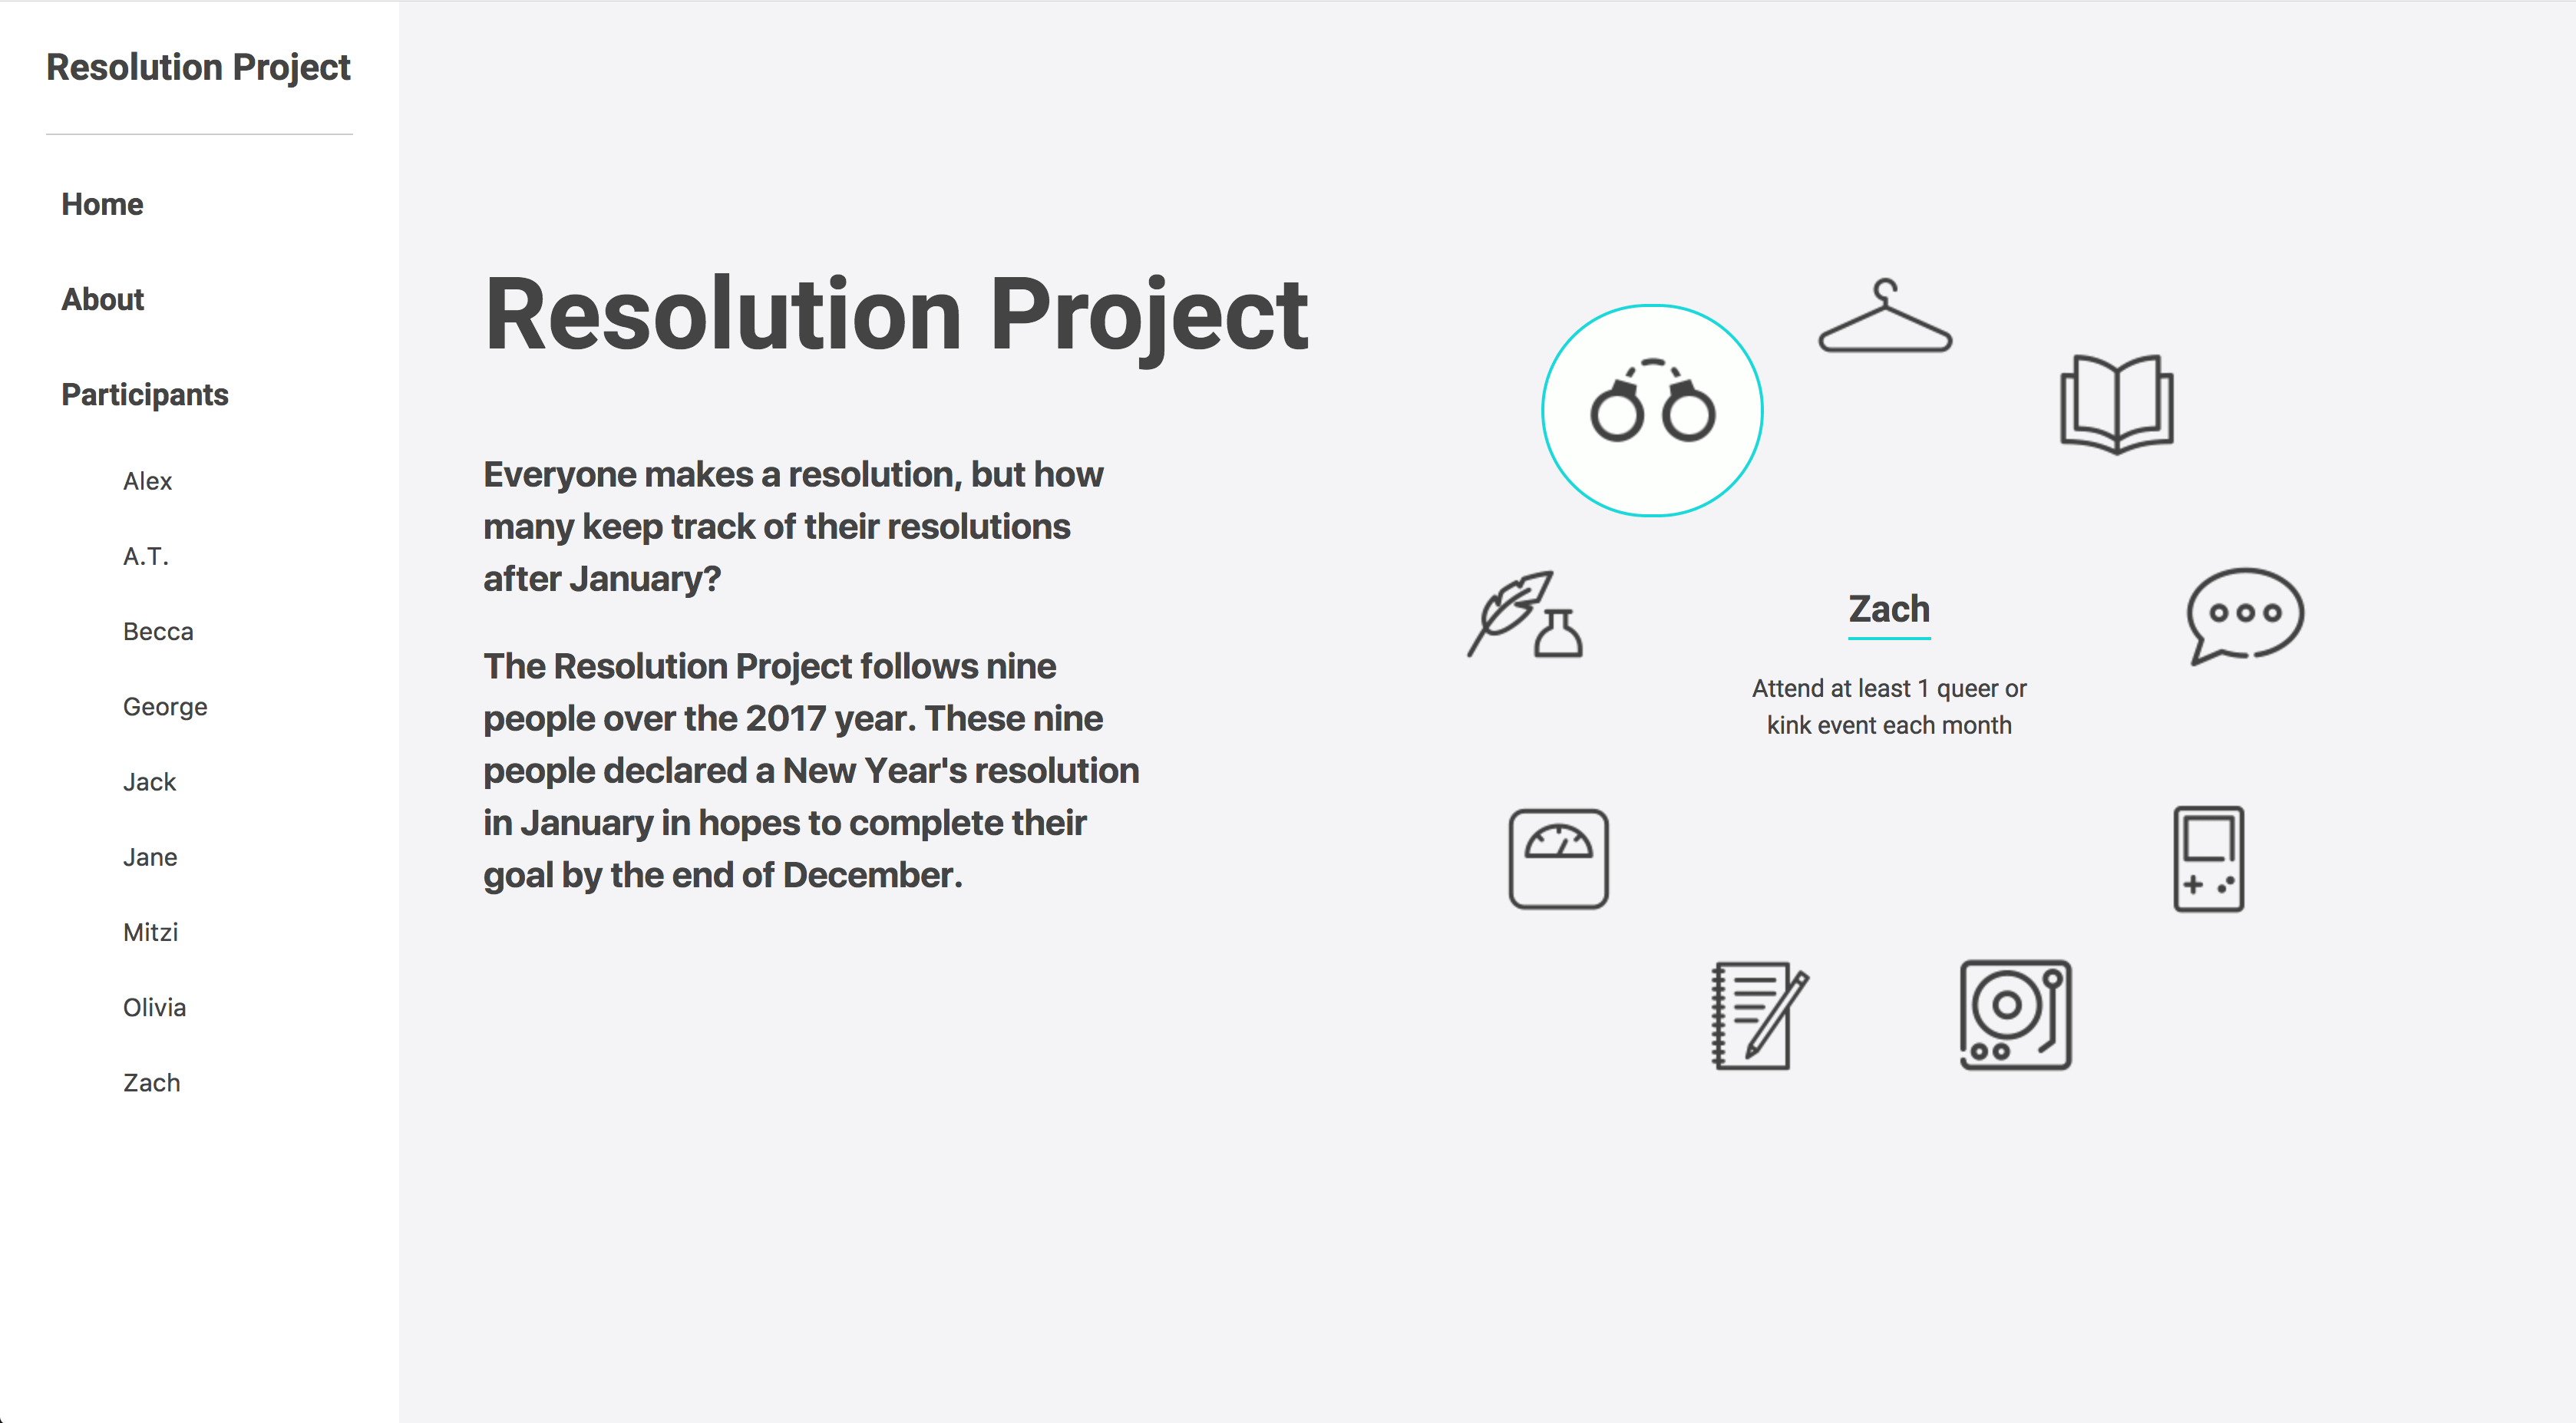 Resolution Project
Home
About
Participants
Alex
A.T.
Becca
George
Jack
Jane
Mitzi
Olivia
Zach
Resolution Project
Everyone makes a resolution, but how
many keep track of their resolutions
after January?
The Resolution Project follows nine
people over the 2017 year. These nine
people declared a New Year's resolution
in January in hopes to complete their
goal by the end of December.
Zach
Attend at least 1 queer or
kink event each month